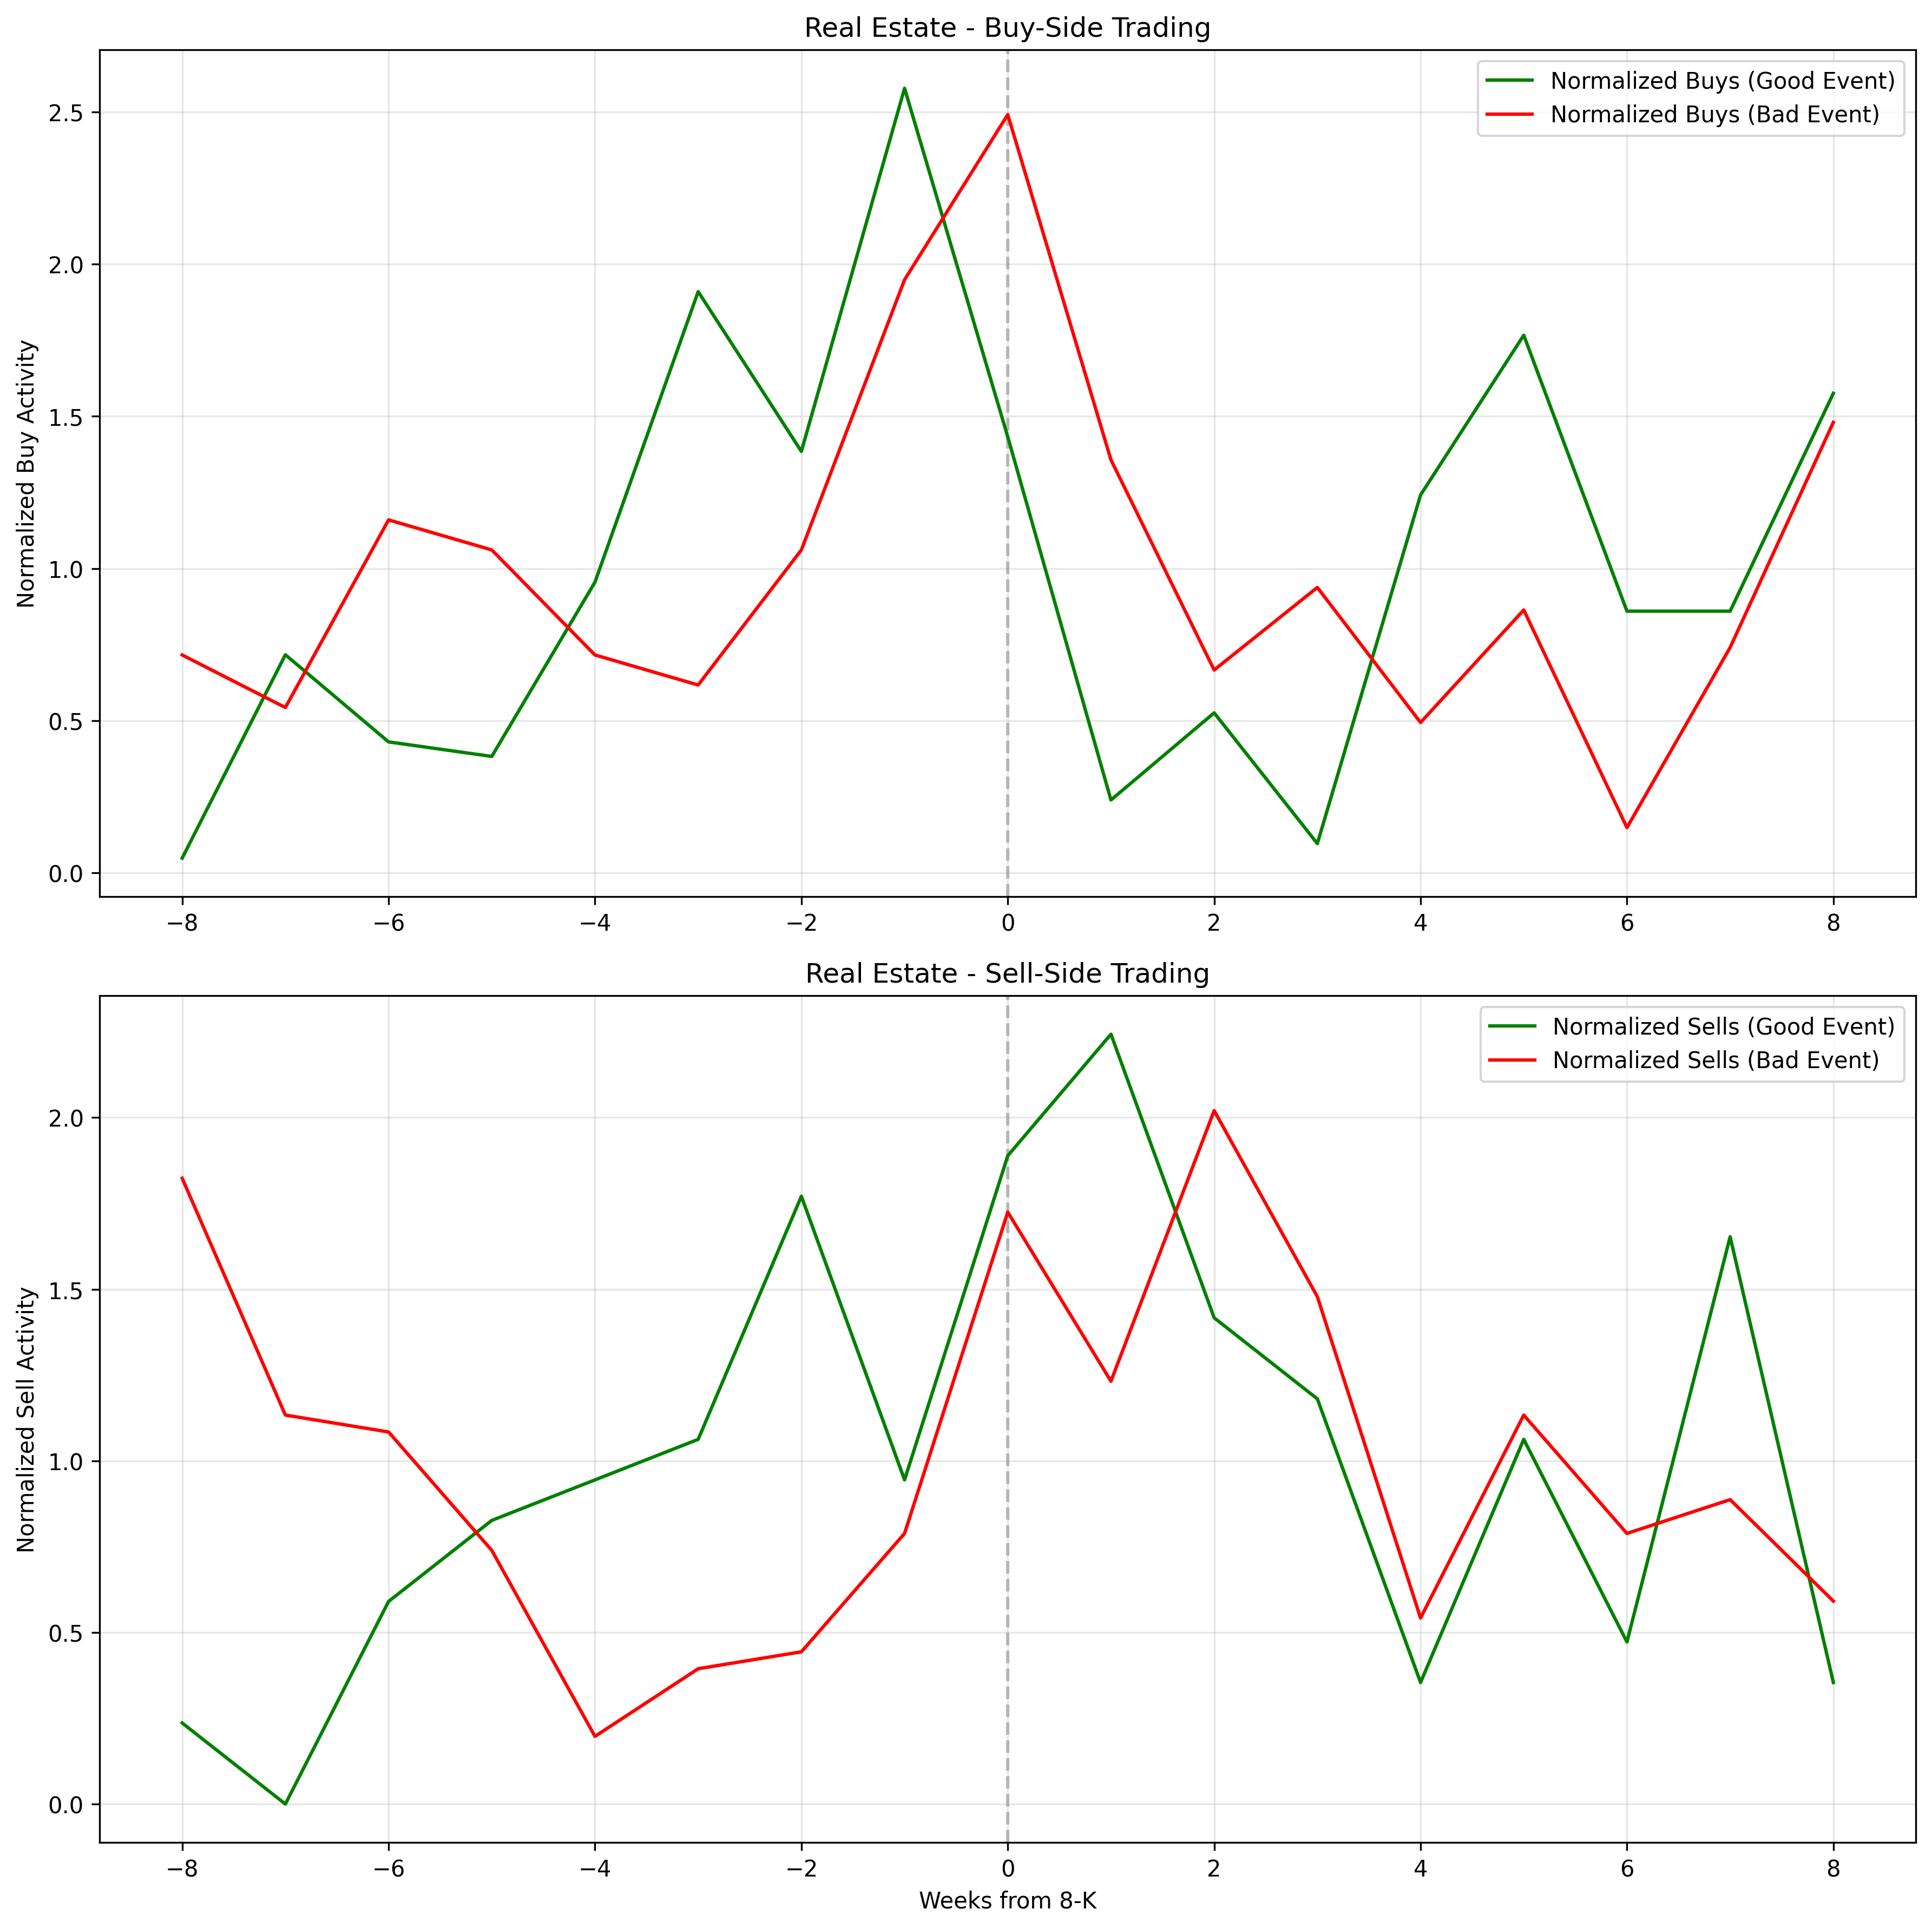 Real Estate - Buy-Side Trading
Normalized Buys (Good Event)
Normalized Buys (Bad Event)
Normalized Buy Activity
2.5
2.0
1.5
1.0
0.5
0.0
−8 −6 −4 −2 0 2 4 6 8
Real Estate - Sell-Side Trading
Normalized Sells (Good Event)
Normalized Sells (Bad Event)
Normalized Sell Activity
2.0
1.5
1.0
0.5
0.0
−8 −6 −4 −2 0 2 4 6 8
Weeks from 8-K